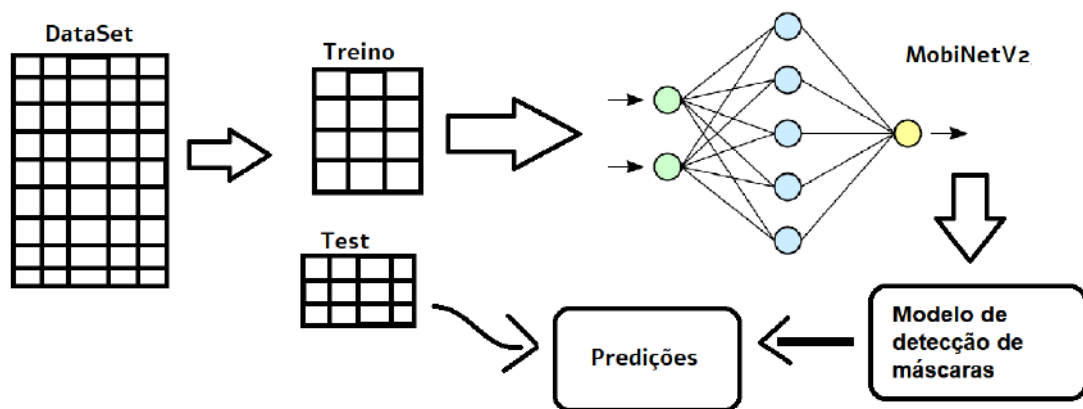 DataSet
Treino
MobiNetV2
Test
Predições
Modelo de
detecção de
máscaras